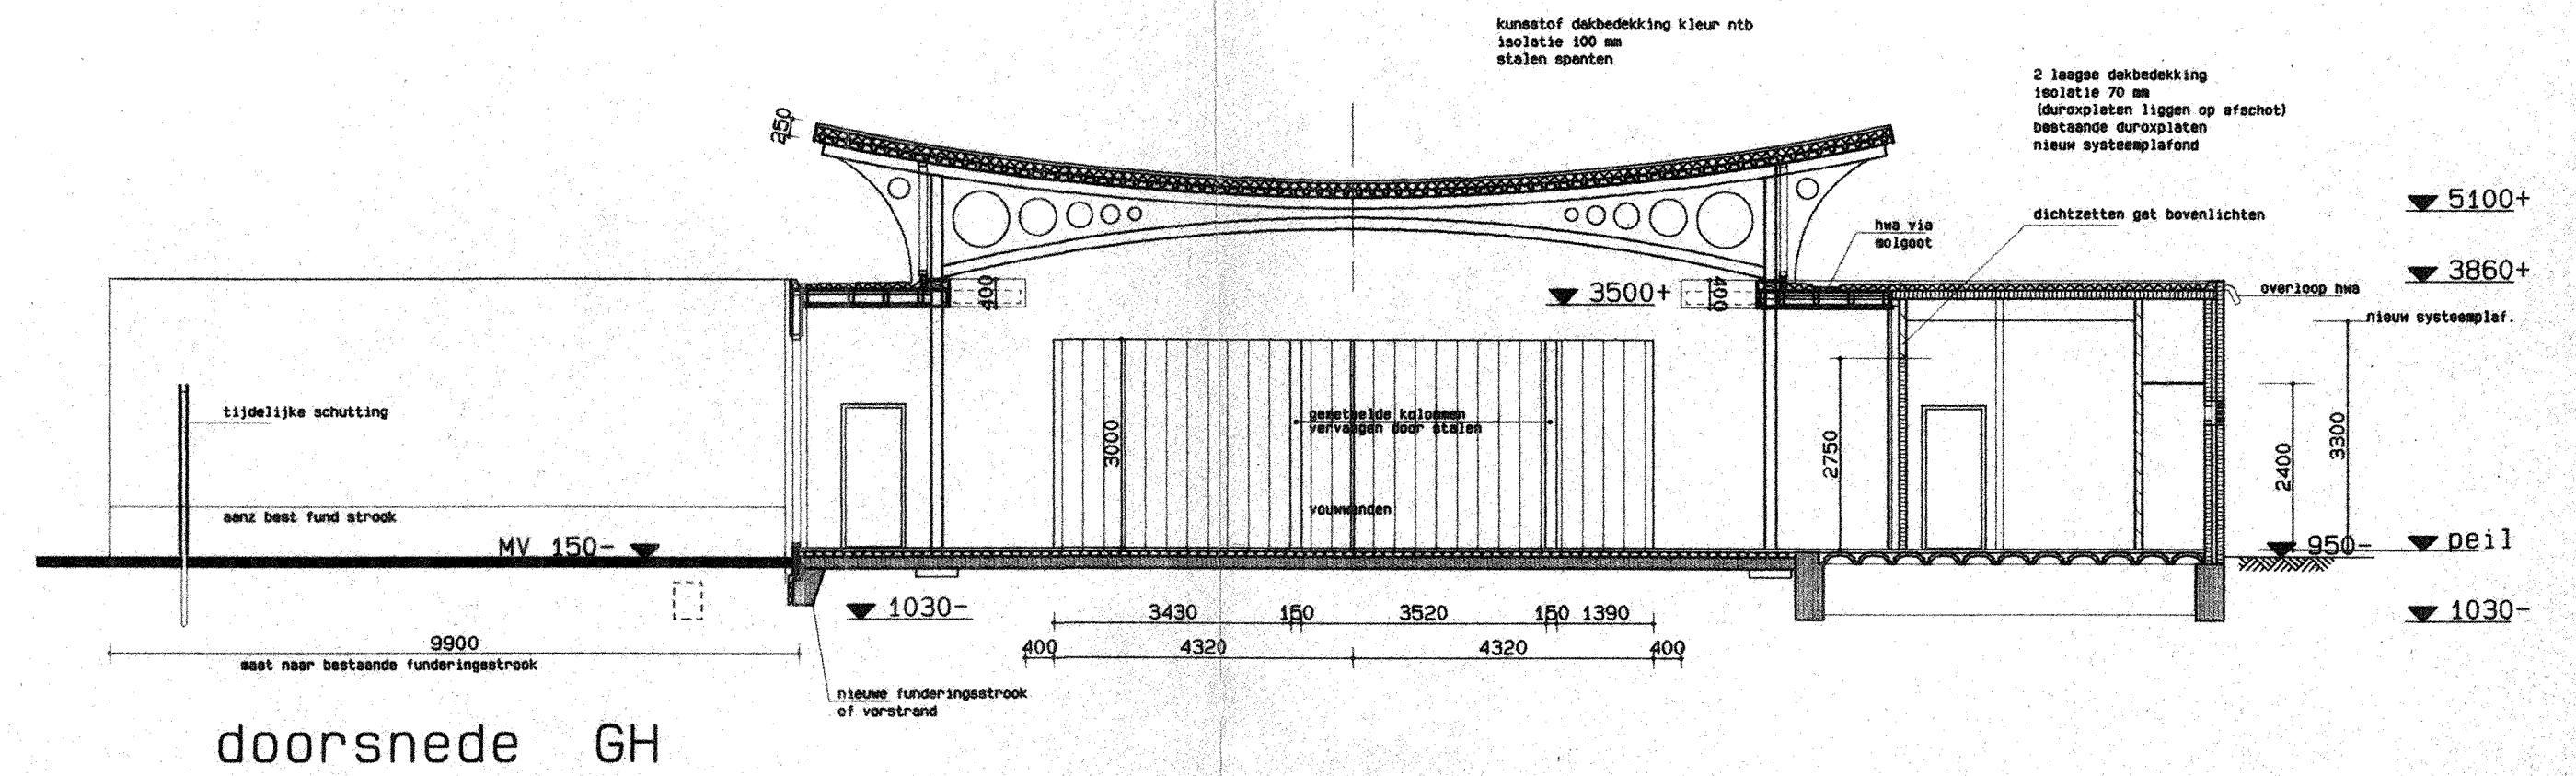 kunsstof dakbedekking kleur ntb
isolatie 100 mm
stalen spanten
2 laagse dakbedekking
isolatie 70 mm
(duroxplaten liggen op afschot)
bestaande duroxplaten
nieuw systeemplafond
250
5100+
dichtzetten gat bovenlichten
hwa via
molgoot
3860+
400
3500+
400
overloop hwa
nieuw systeemplaf.
tijdelijke schutting
gemetselde kolommen
vervangen door stalen
3000
2750
2400
3300
aanz best fund strook
vouwwanden
MV 150-
950-
peil
1030-
1030-
3430 150 3520 150 1390
9900
400 4320 4320 400
maat naar bestaande funderingsstrook
nieuwe funderingsstrook
of vorstrand
doorsnede GH